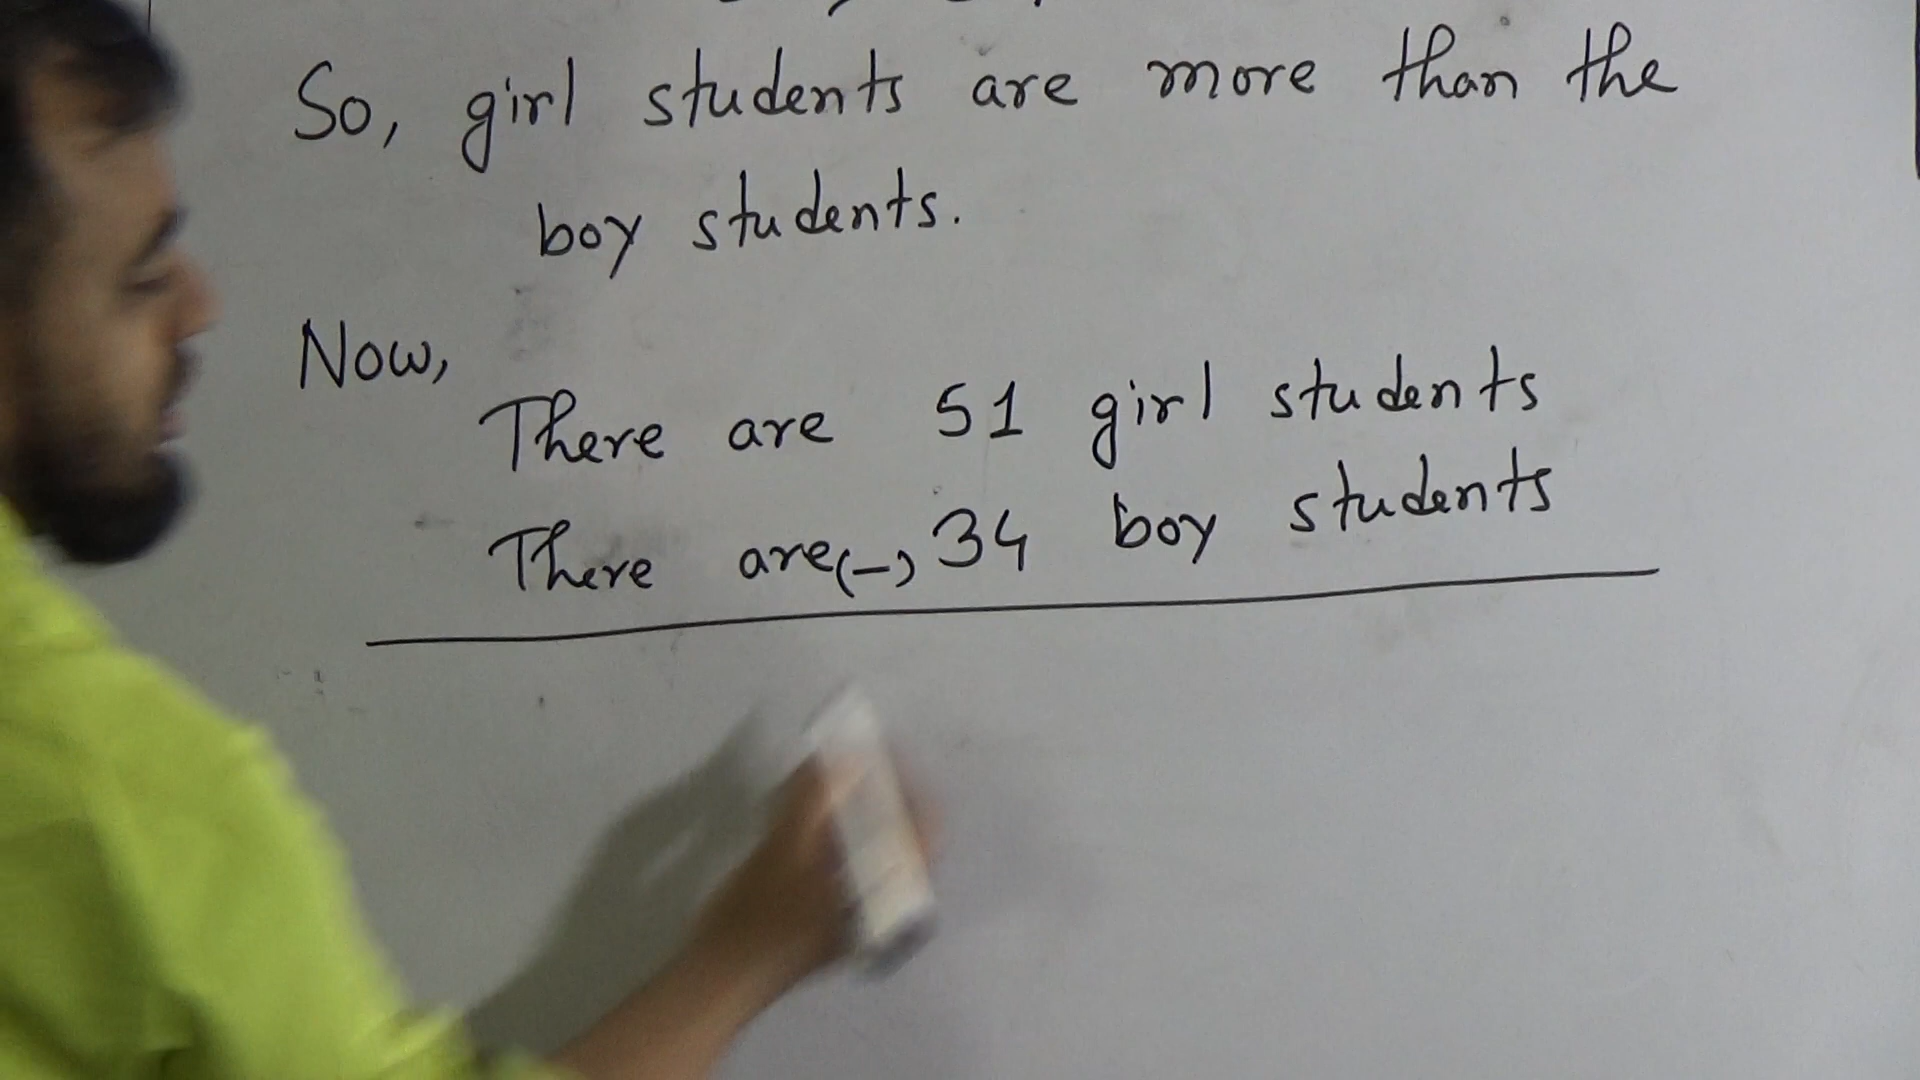 So, girl students are more than the
boy students.
Now,
There are 51 girl students
There are (-) 34 boy students